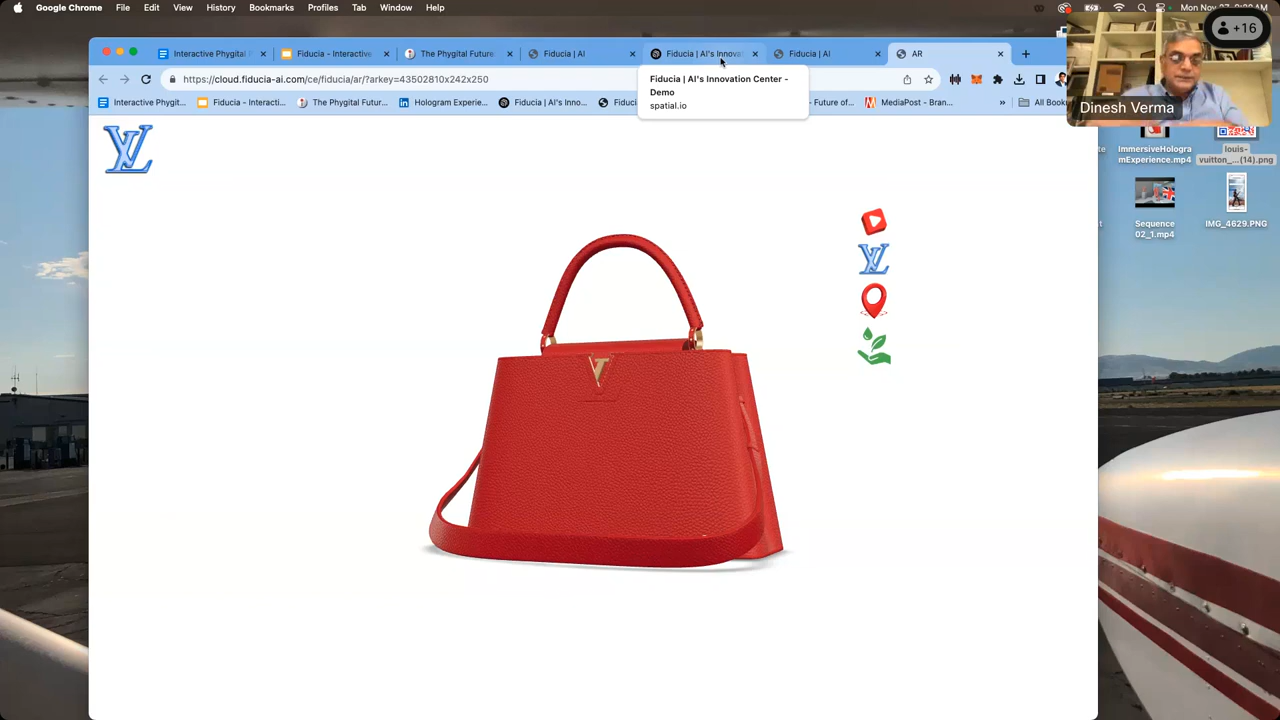 Google Chrome File Edit View History Bookmarks Profiles Tab Window Help
+16
Interactive Phygital Fiducia - Interactive The Phygital Future Fiducia | AI Fiducia | AI's Innovat Fiducia | AI AR
https://cloud.fiducia-ai.com/ce/fiducia/ar/?arkey=43502810x242x250
Fiducia | AI's Innovation Center -
Demo
spatial.io
Interactive Phygit... Fiducia - Interacti... The Phygital Futur... Hologram Experie... Fiducia | AI's Inno... MediaPost - Bran... All Book
Dinesh Verma
LV
ImmersiveHologra
mExperience.mp4
louis-
vuitton_...(14).png
Sequence
02_1.mp4
IMG_4629.PNG
LV